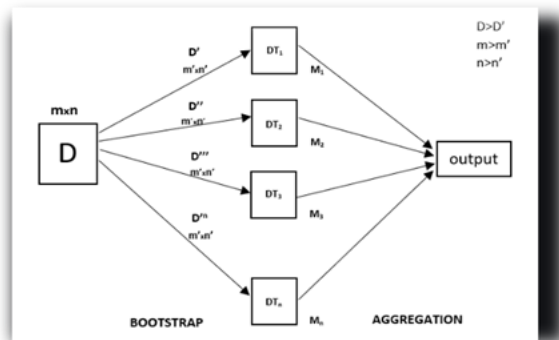 D>D'
m>m'
n>n'
D'
m'xn'
DT1
M1
mxn
D
D''
m'xn'
DT2
M2
D'''
m'xn'
DT3
M3
output
D'n
m'xn'
DTn
Mn
BOOTSTRAP
AGGREGATION